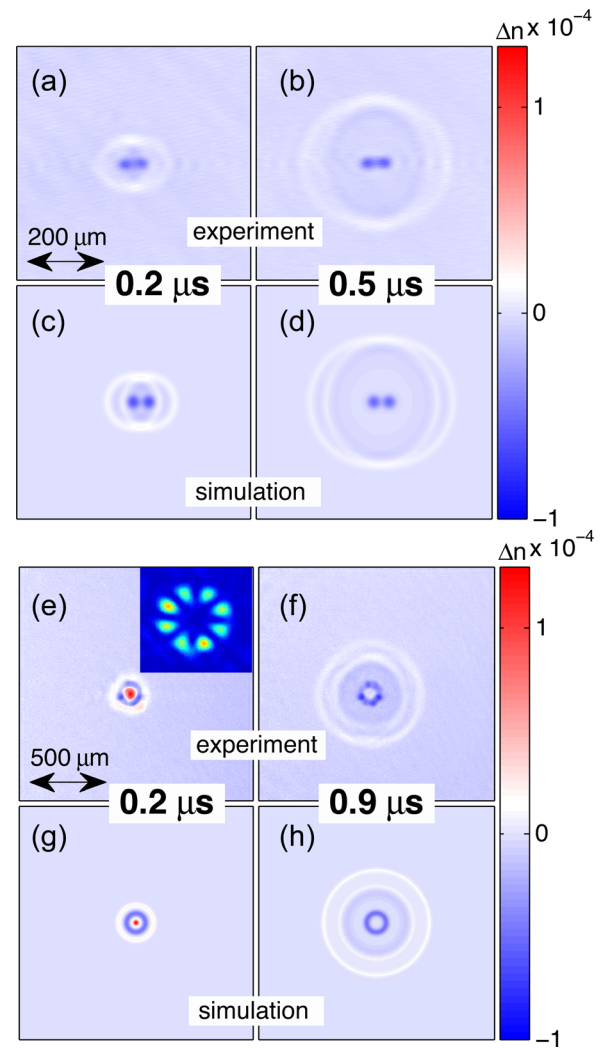 Δn x 10⁻⁴
(a)
(b)
1
200 μm
experiment
0.2 μs
0.5 μs
0
(c)
(d)
simulation
−1
Δn x 10⁻⁴
(e)
(f)
1
500 μm
experiment
0.2 μs
0.9 μs
0
(g)
(h)
simulation
−1